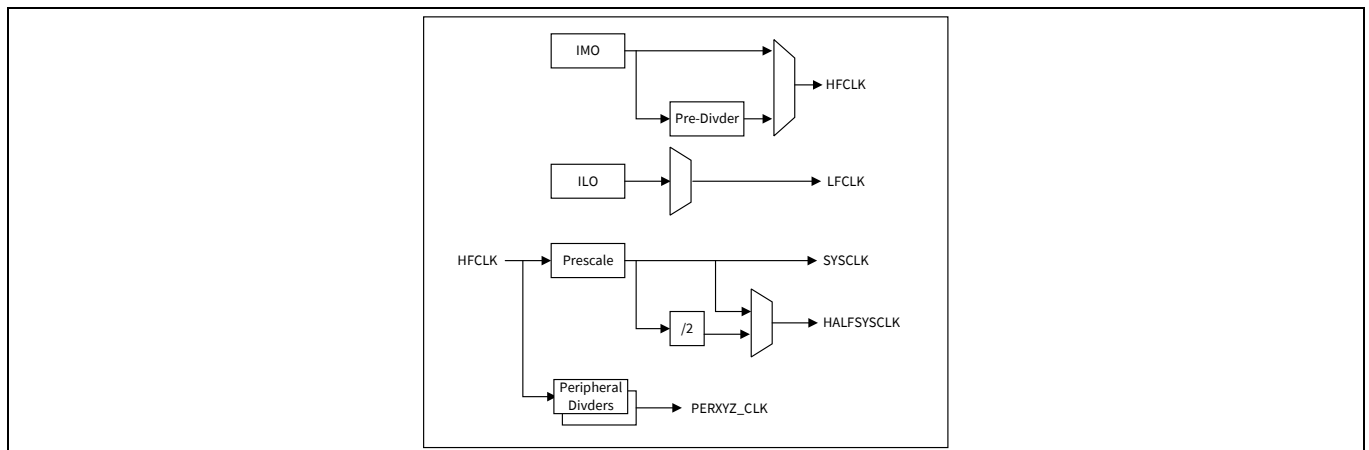 IMO
HFCLK
Pre-Divder
ILO
LFCLK
HFCLK
Prescale
SYSCLK
/2
HALFSYSCLK
Peripheral
Divders
PERXYZ_CLK